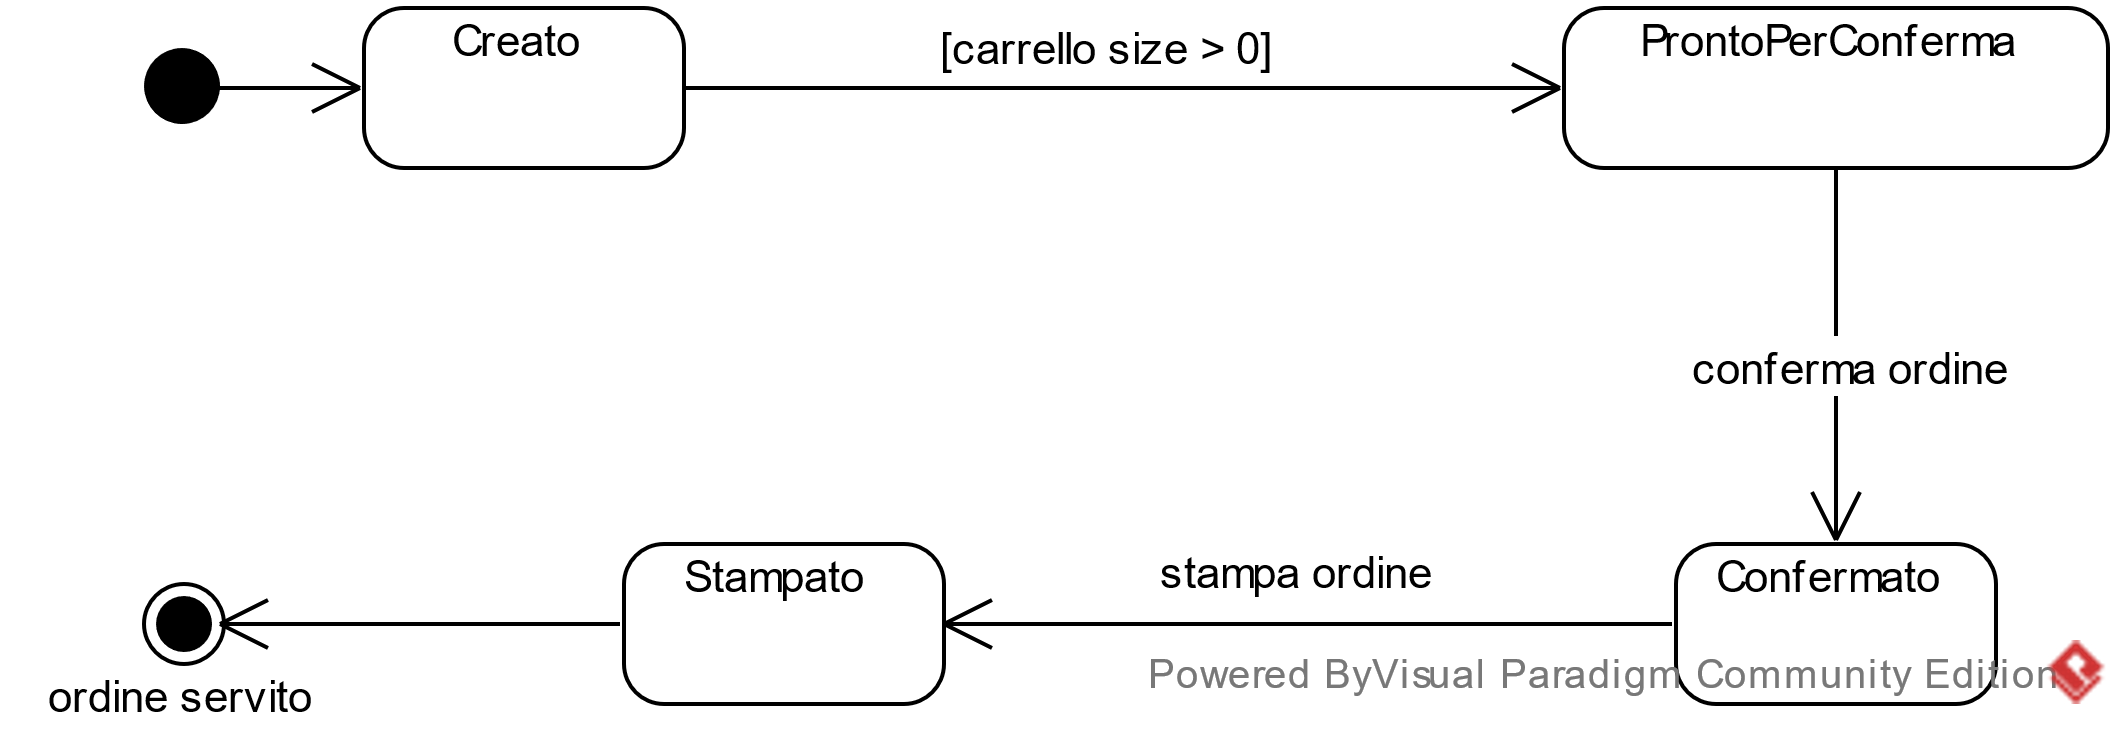 Creato
[carrello size > 0]
ProntoPerConferma
conferma ordine
Stampato
stampa ordine
Confermato
Powered ByVisual Paradigm Community Edition
ordine servito